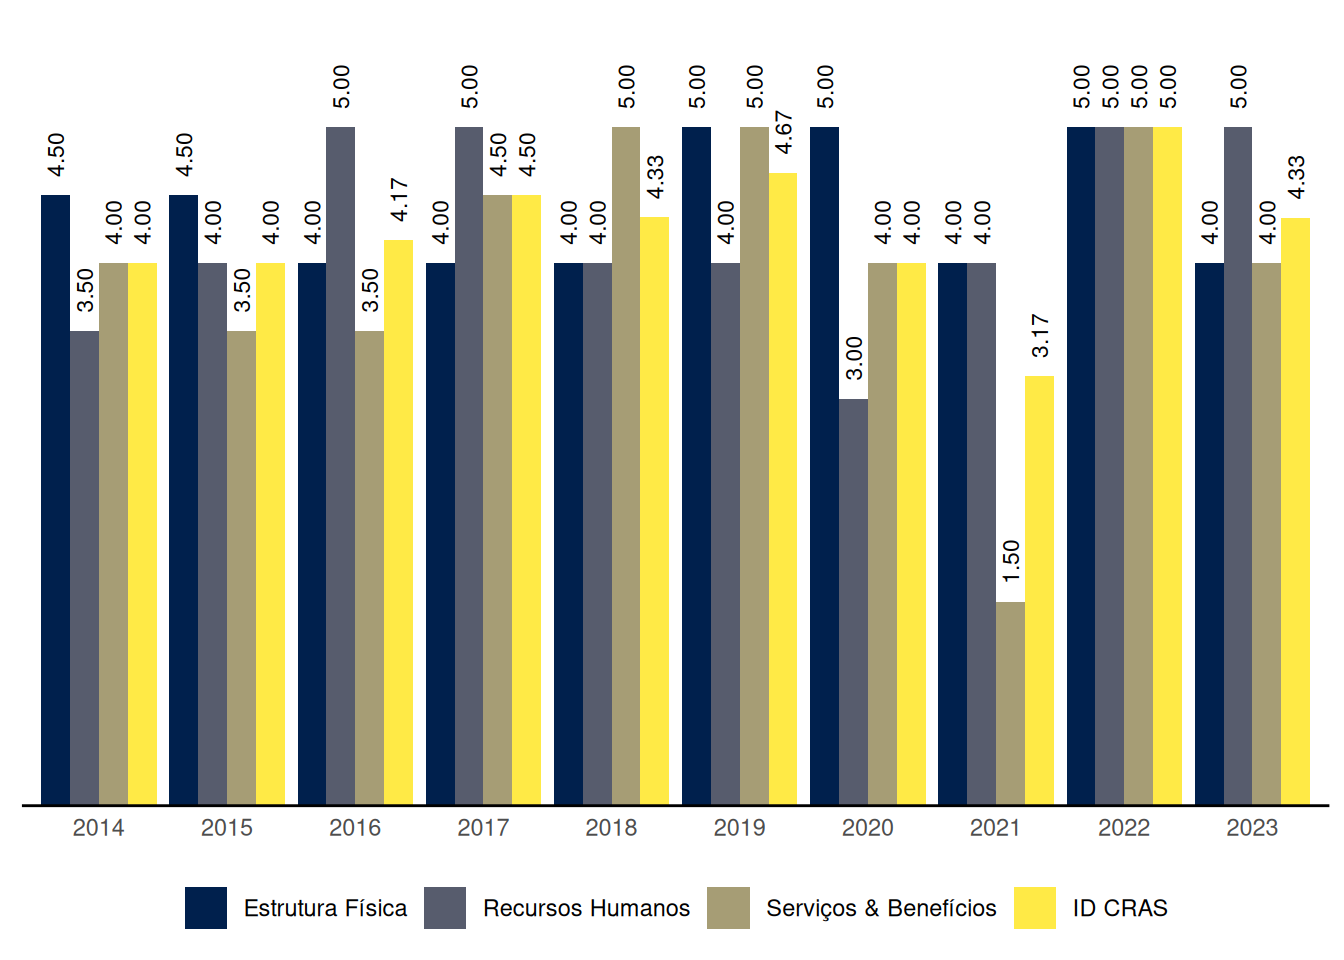 4.50 3.50 4.00 4.00
4.50 4.00 3.50 4.00
4.00 5.00 3.50 4.17
4.00 5.00 4.50 4.50
4.00 4.00 5.00 4.33
5.00 4.00 5.00 4.67
5.00 3.00 4.00 4.00
4.00 4.00 1.50 3.17
5.00 5.00 5.00 5.00
4.00 5.00 4.00 4.33
2014 2015 2016 2017 2018 2019 2020 2021 2022 2023
Estrutura Física Recursos Humanos Serviços & Benefícios ID CRAS